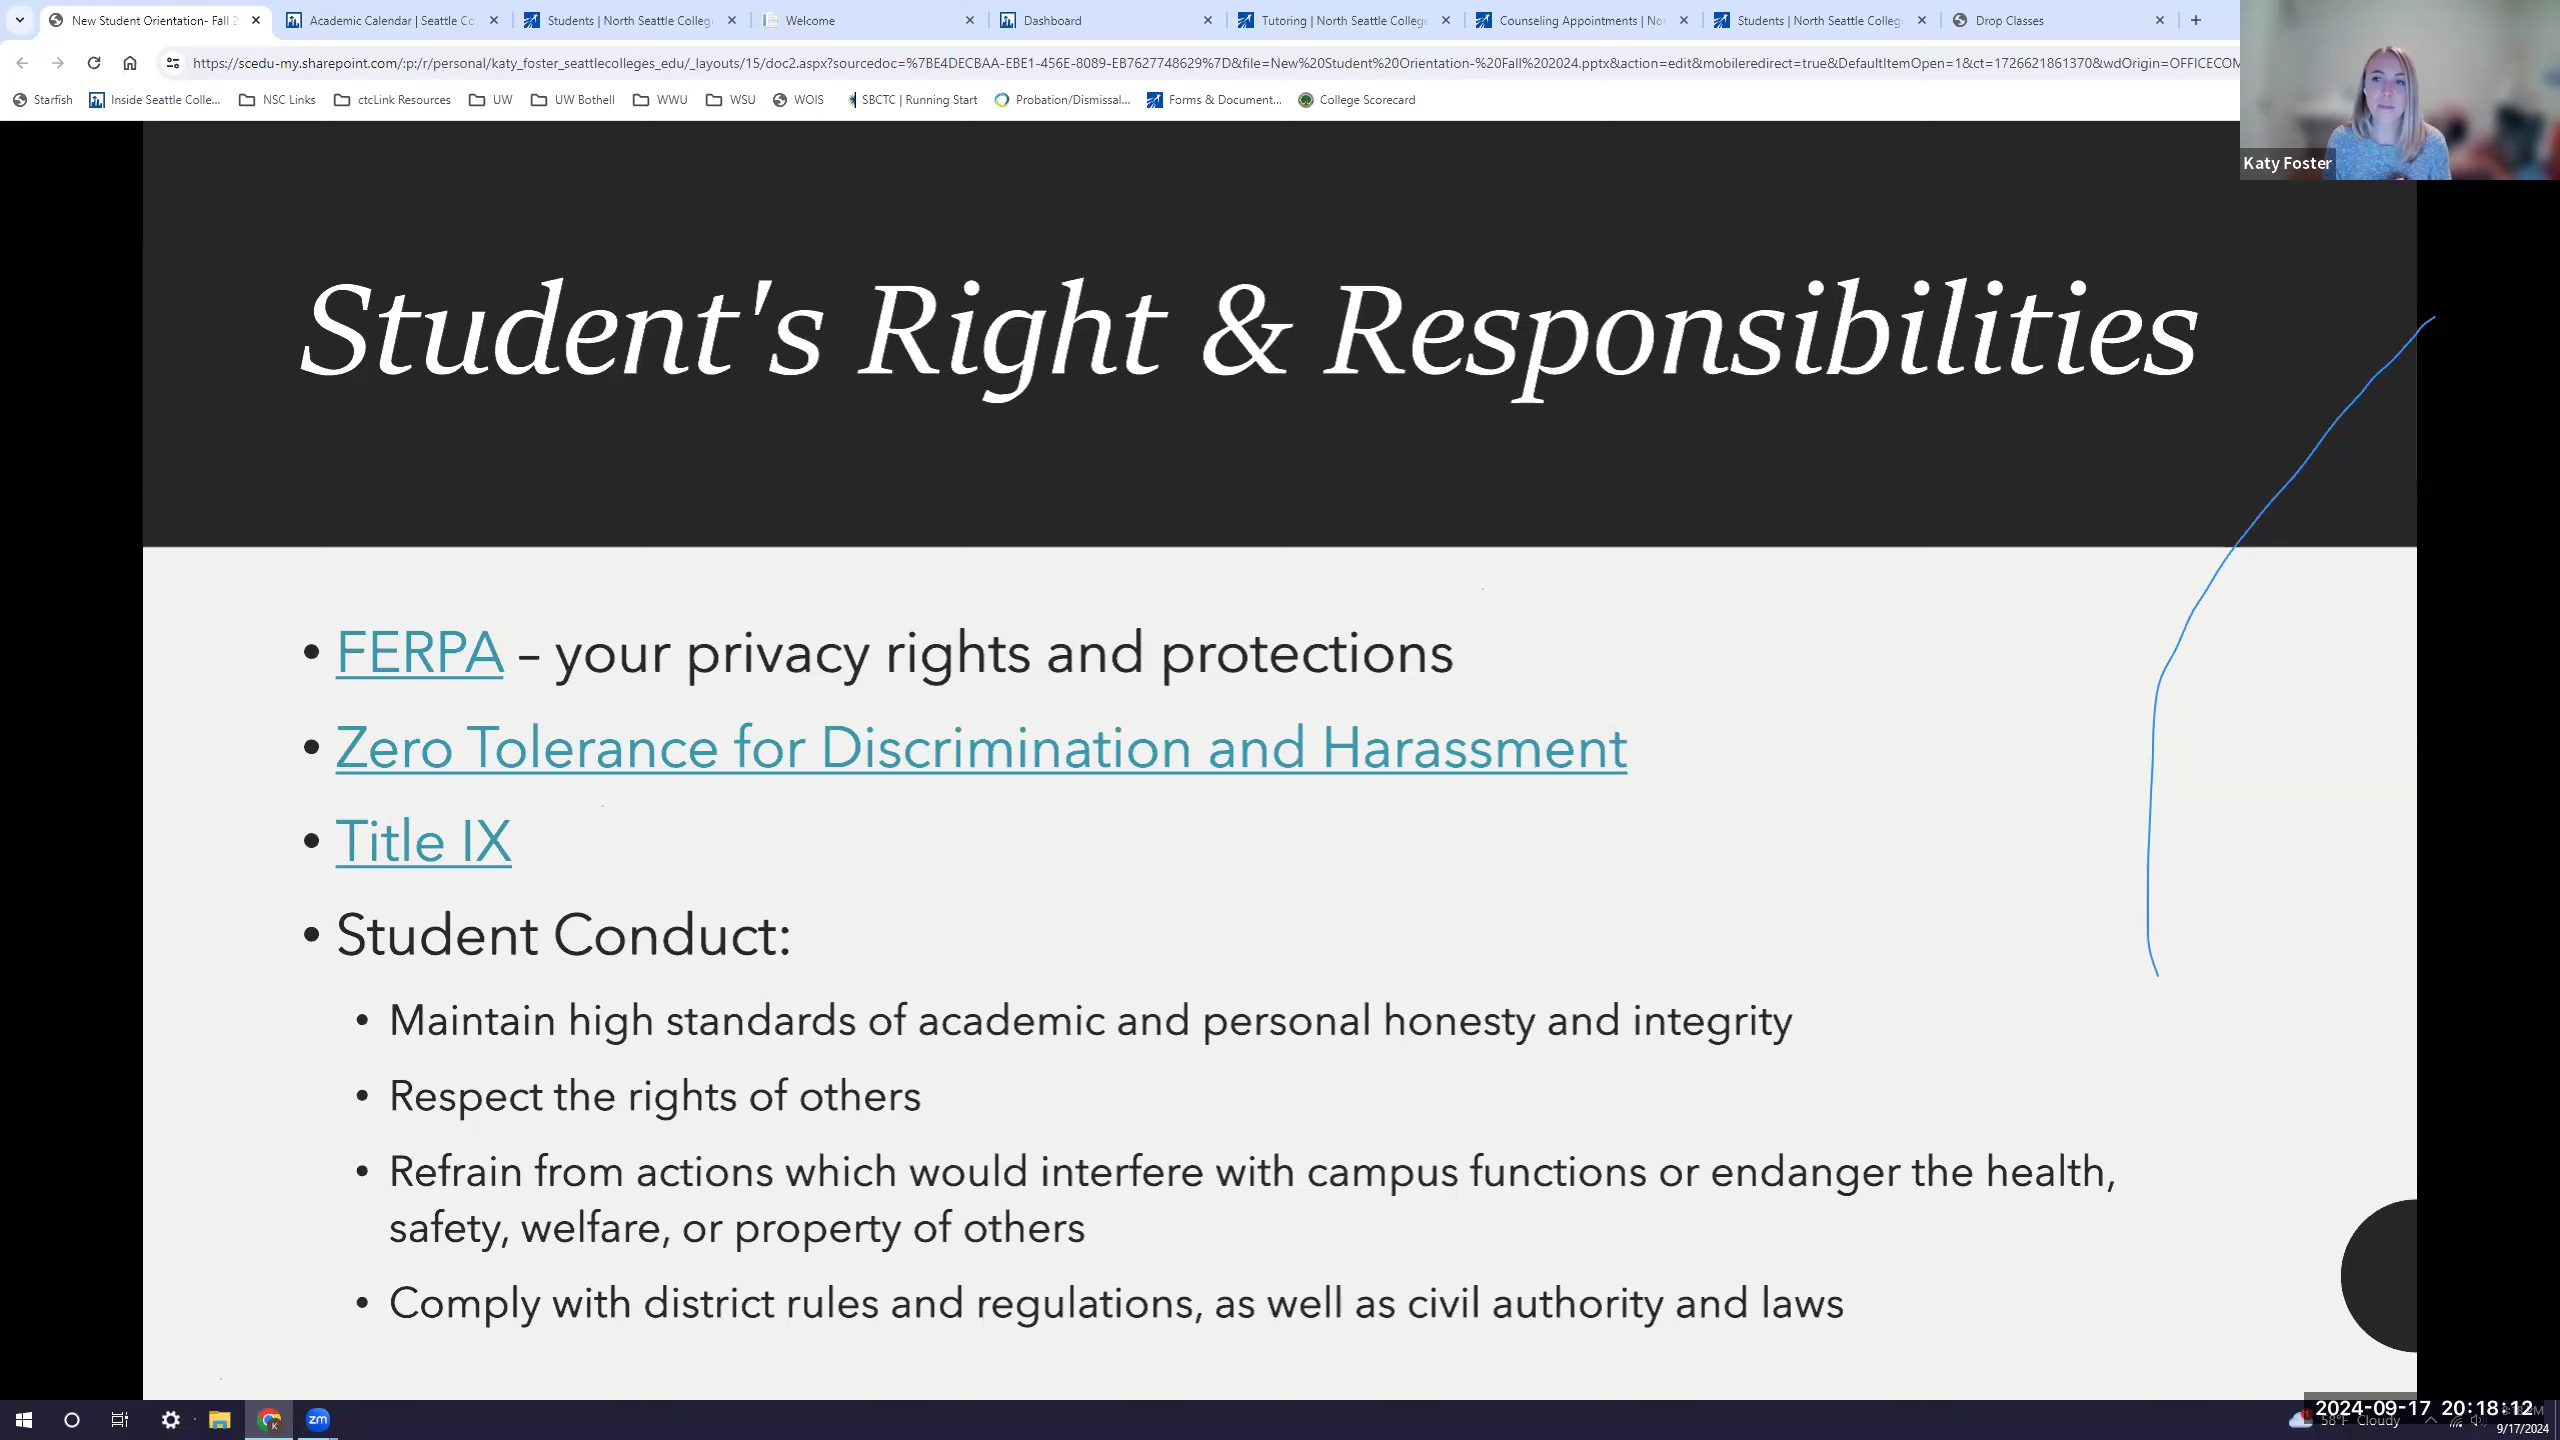 New Student Orientation- Fall 2
Academic Calendar | Seattle Co
Students | North Seattle College
Welcome
Dashboard
Tutoring | North Seattle College
Counseling Appointments | No
Students | North Seattle College
Drop Classes
https://scedu-my.sharepoint.com/:p:/r/personal/katy_foster_seattlecolleges_edu/_layouts/15/doc2.aspx?sourcedoc=%7BE4DECBAA-EBE1-456E-8089-EB7627748629%7D&file=New%20Student%20Orientation-%20Fall%202024.pptx&action=edit&mobileredirect=true&DefaultItemOpen=1&ct=1726621861370&wdOrigin=OFFICECOM
Starfish
Inside Seattle Colle...
NSC Links
ctcLink Resources
UW
UW Bothell
WWU
WSU
WOIS
SBCTC | Running Start
Probation/Dismissal...
Forms & Document...
College Scorecard
Katy Foster
Student's Right & Responsibilities
• FERPA – your privacy rights and protections
• Zero Tolerance for Discrimination and Harassment
• Title IX
• Student Conduct:
• Maintain high standards of academic and personal honesty and integrity
• Respect the rights of others
• Refrain from actions which would interfere with campus functions or endanger the health,
safety, welfare, or property of others
• Comply with district rules and regulations, as well as civil authority and laws
zm
2024-09-17 20:18:12
58°F Cloudy
9/17/2024